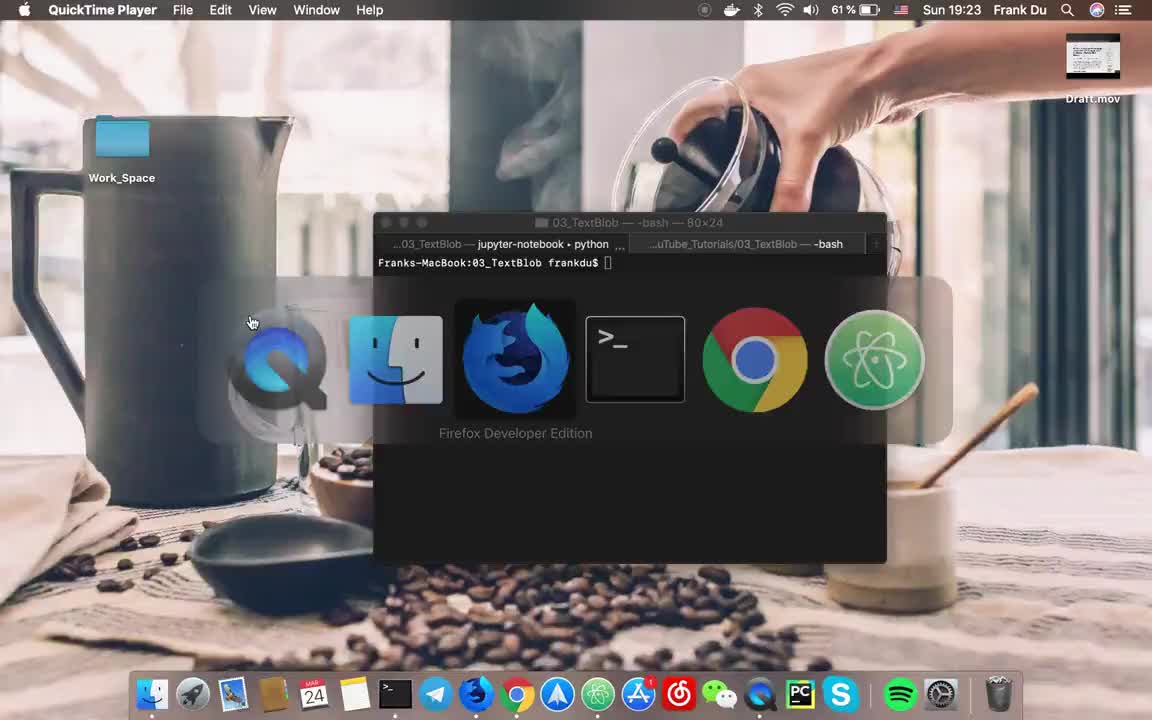 QuickTime Player File Edit View Window Help 61% Sun 19:23 Frank Du
Draft.mov
Work_Space
03_TextBlob — -bash — 80×24
...03_TextBlob — jupyter-notebook • python ... ...uTube_Tutorials/03_TextBlob — -bash
Franks-MacBook:03_TextBlob frankdu$
>_
Firefox Developer Edition
MAR
24
>_
1
PC
S